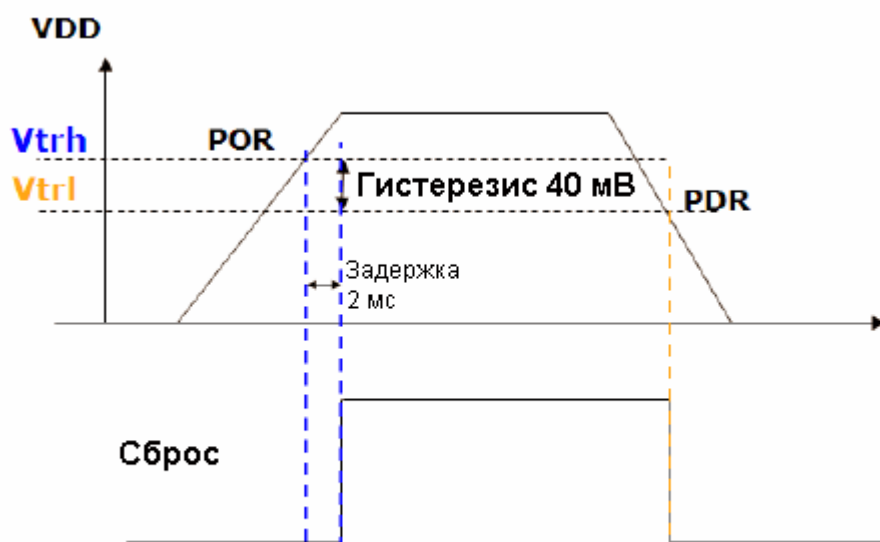 VDD
Vtrh
POR
Гистерезис 40 мВ
Vtrl
PDR
Задержка
2 мс
Сброс